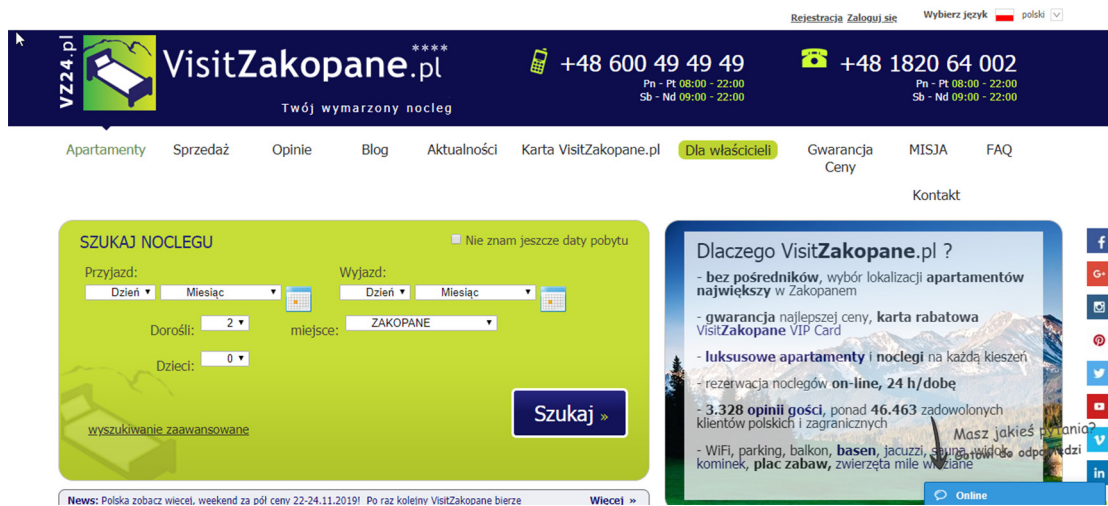 Rejestracja Zaloguj się Wybierz język polski
VZ24.pl
VisitZakopane.pl
****
Twój wymarzony nocleg
+48 600 49 49 49
Pn - Pt 08:00 - 22:00
Sb - Nd 09:00 - 22:00
+48 1820 64 002
Pn - Pt 08:00 - 22:00
Sb - Nd 09:00 - 22:00
Apartamenty Sprzedaż Opinie Blog Aktualności Karta VisitZakopane.pl Dla właścicieli Gwarancja Ceny MISJA FAQ
Kontakt
SZUKAJ NOCLEGU
Nie znam jeszcze daty pobytu
Przyjazd: Wyjazd:
Dzień Miesiąc Dzień Miesiąc
Dorośli: 2 miejsce: ZAKOPANE
Dzieci: 0
Szukaj »
wyszukiwanie zaawansowane
Dlaczego VisitZakopane.pl ?
- bez pośredników, wybór lokalizacji apartamentów
największy w Zakopanem
- gwarancja najlepszej ceny, karta rabatowa
VisitZakopane VIP Card
- luksusowe apartamenty i noclegi na każdą kieszeń
- rezerwacja noclegów on-line, 24 h/dobę
- 3.328 opinii gości, ponad 46.463 zadowolonych
klientów polskich i zagranicznych
- WiFi, parking, balkon, basen, jacuzzi, sauna, widok,
kominek, plac zabaw, zwierzęta mile widziane
Masz jakieś pytania?
Gotowi do odpowiedzi
Online
News: Polska zobacz więcej, weekend za pół ceny 22-24.11.2019! Po raz kolejny VisitZakopane bierze Więcej »